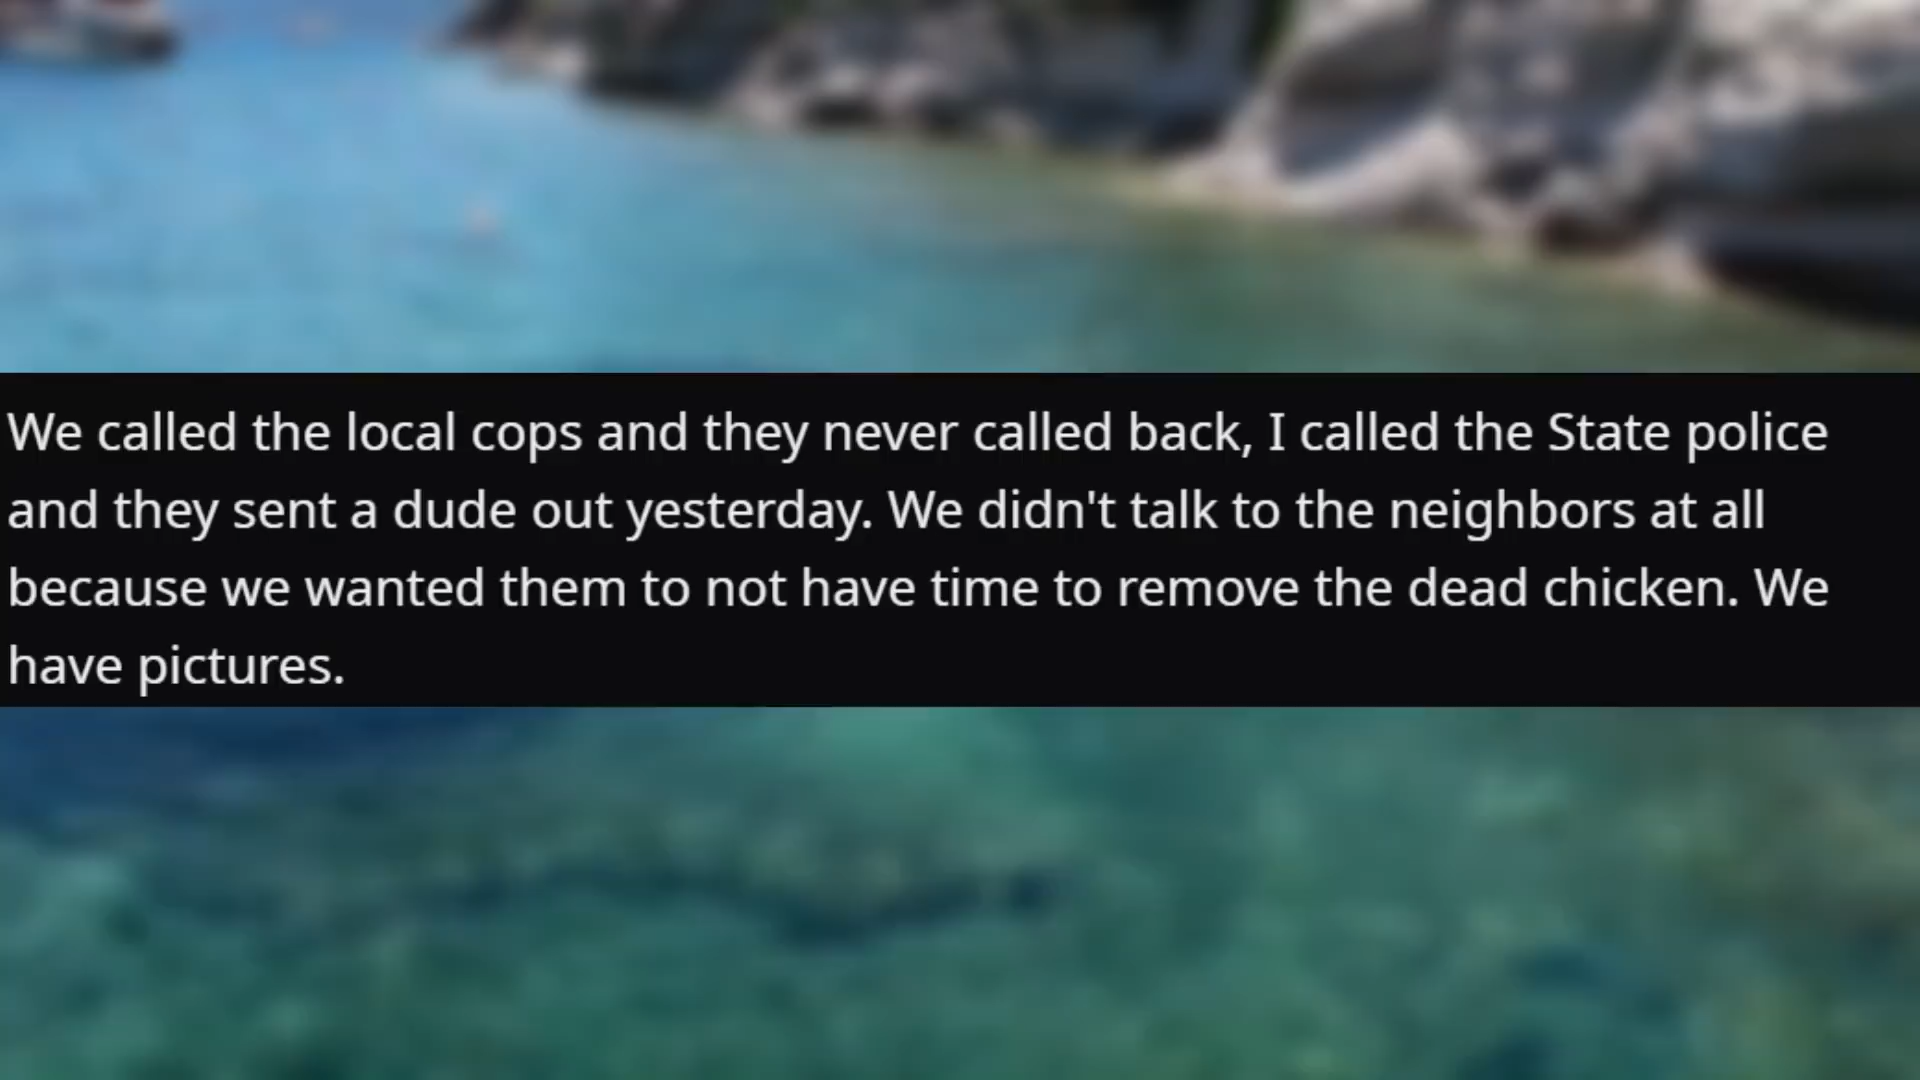 We called the local cops and they never called back, I called the State police
and they sent a dude out yesterday. We didn't talk to the neighbors at all
because we wanted them to not have time to remove the dead chicken. We
have pictures.